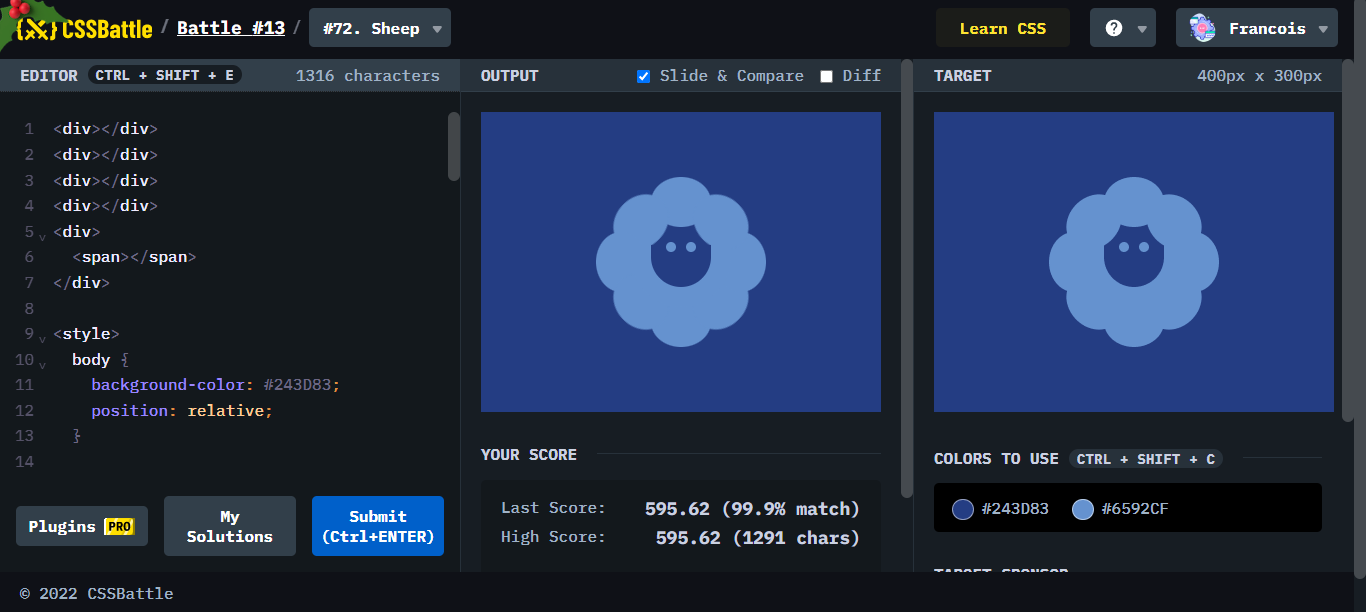 CSSBattle / Battle #13 / #72. Sheep Learn CSS ? Francois
EDITOR CTRL + SHIFT + E 1316 characters
1 <div></div>
2 <div></div>
3 <div></div>
4 <div></div>
5 <div>
6 <span></span>
7 </div>
8
9 <style>
10 body {
11 background-color: #243D83;
12 position: relative;
13 }
14
Plugins PRO
My
Solutions
Submit
(Ctrl+ENTER)
OUTPUT Slide & Compare Diff
YOUR SCORE
Last Score: 595.62 (99.9% match)
High Score: 595.62 (1291 chars)
TARGET 400px x 300px
COLORS TO USE CTRL + SHIFT + C
#243D83 #6592CF
TARGET SPONSOR
© 2022 CSSBattle